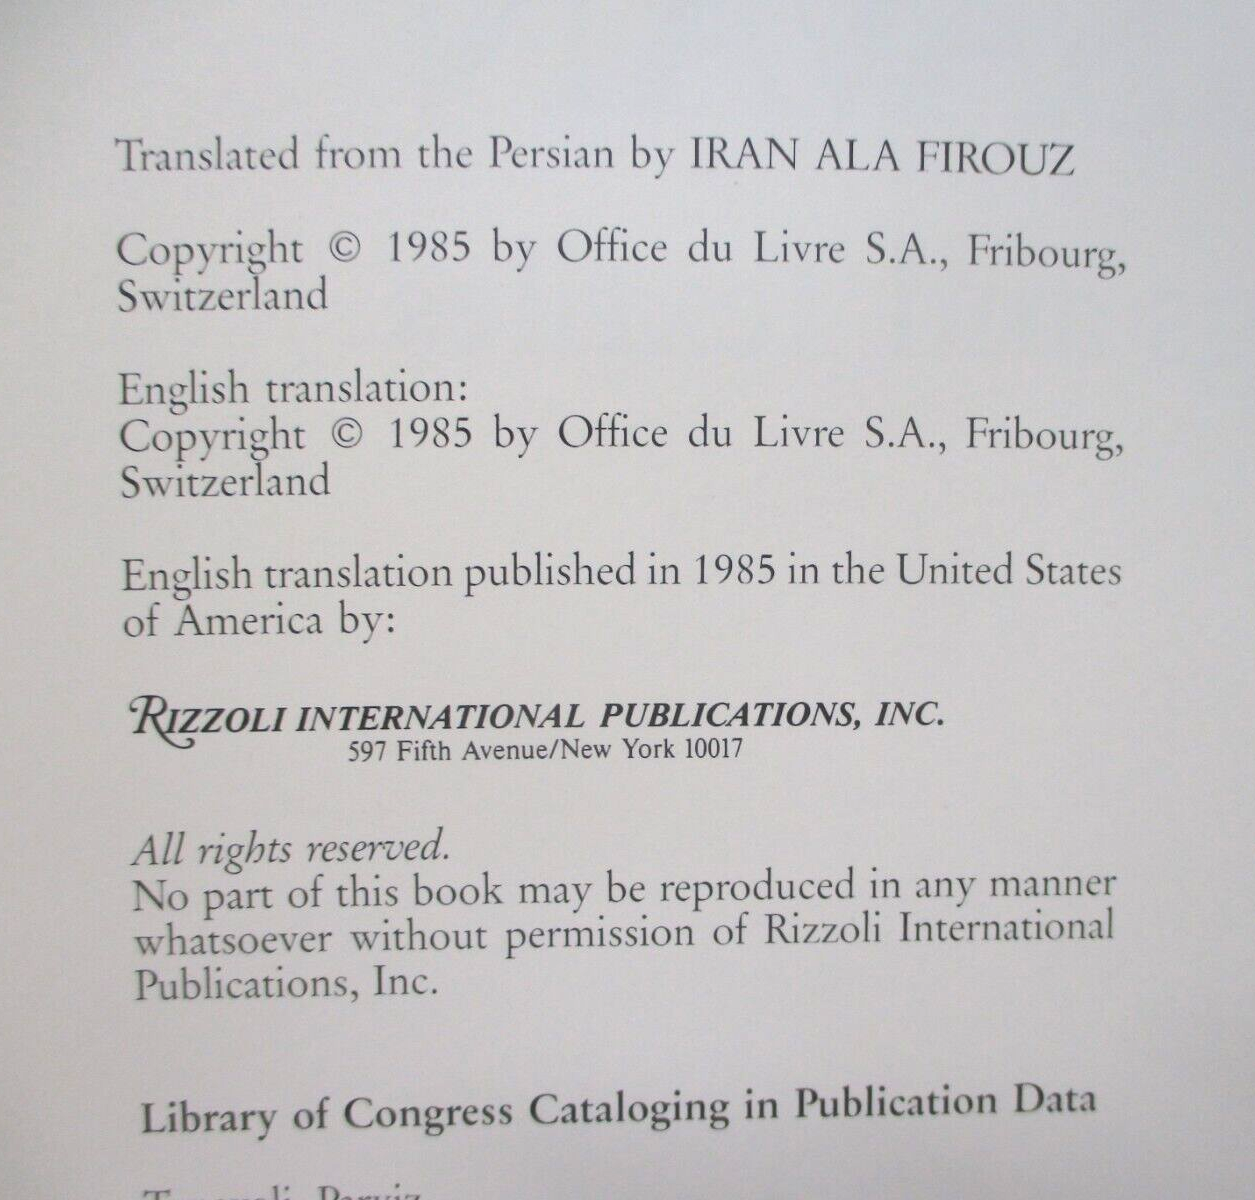 Translated from the Persian by IRAN ALA FIROUZ
Copyright © 1985 by Office du Livre S.A., Fribourg,
Switzerland
English translation:
Copyright © 1985 by Office du Livre S.A., Fribourg,
Switzerland
English translation published in 1985 in the United States
of America by:
RIZZOLI INTERNATIONAL PUBLICATIONS, INC.
597 Fifth Avenue/New York 10017
All rights reserved.
No part of this book may be reproduced in any manner
whatsoever without permission of Rizzoli International
Publications, Inc.
Library of Congress Cataloging in Publication Data